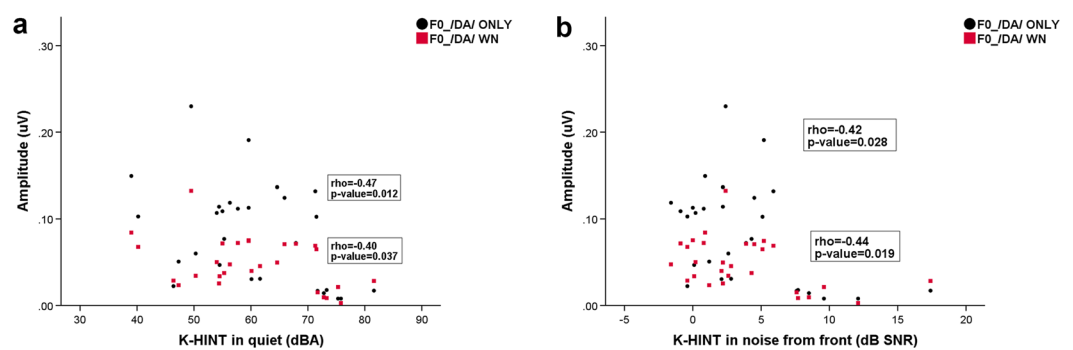 a
F0_/DA/ ONLY
F0_/DA/ WN
Amplitude (uV)
.30
.20
.10
.00
rho=-0.47
p-value=0.012
rho=-0.40
p-value=0.037
30 40 50 60 70 80 90
K-HINT in quiet (dBA)
b
F0_/DA/ ONLY
F0_/DA/ WN
Amplitude (uV)
.30
.20
.10
.00
rho=-0.42
p-value=0.028
rho=-0.44
p-value=0.019
-5 0 5 10 15 20
K-HINT in noise from front (dB SNR)